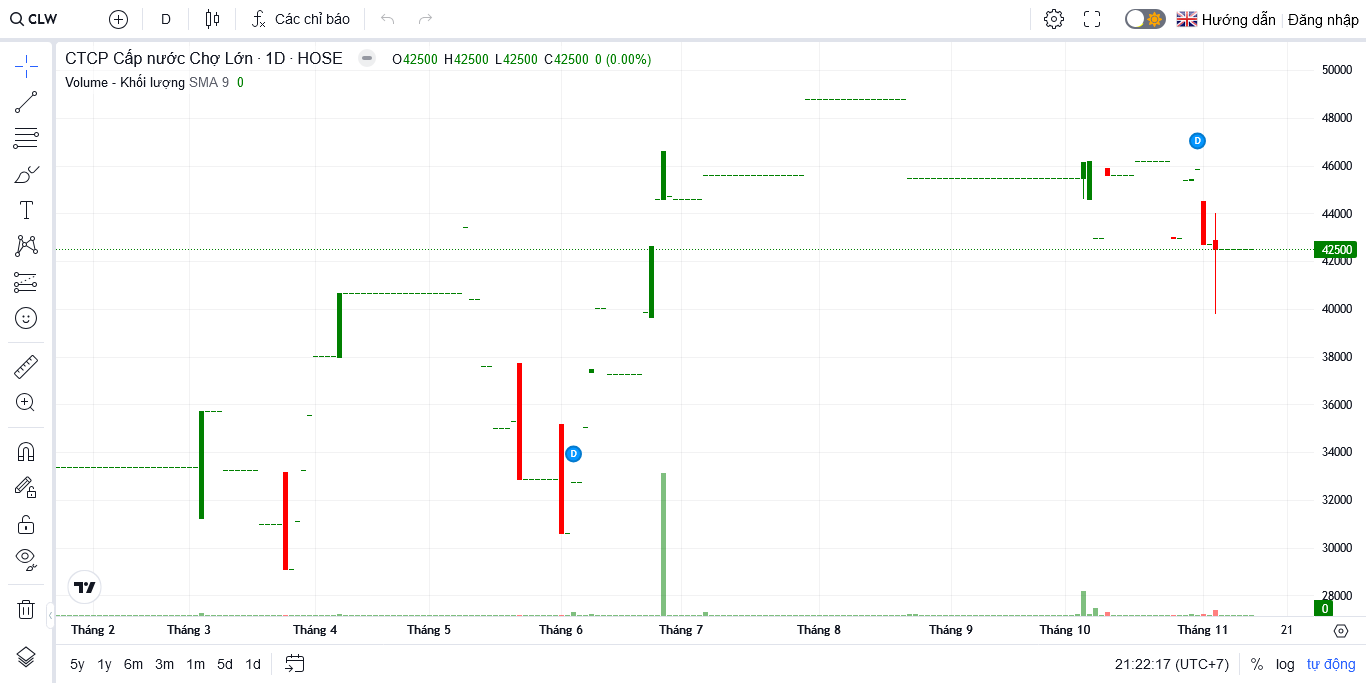 CLW D Các chỉ báo Hướng dẫn Đăng nhập
CTCP Cấp nước Chợ Lớn · 1D · HOSE O42500 H42500 L42500 C42500 0 (0.00%)
Volume - Khối lượng SMA 9 0
50000
48000
D
46000
44000
42500
42000
40000
38000
36000
D
34000
32000
30000
28000
0
Tháng 2 Tháng 3 Tháng 4 Tháng 5 Tháng 6 Tháng 7 Tháng 8 Tháng 9 Tháng 10 Tháng 11 21
5y 1y 6m 3m 1m 5d 1d 21:22:17 (UTC+7) % log tự động